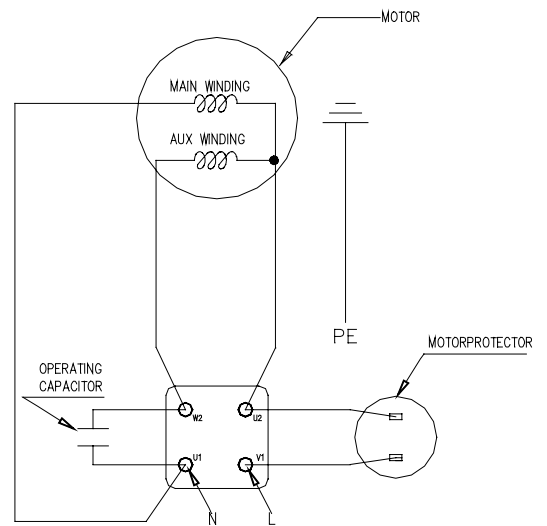 MOTOR
MAIN WINDING
AUX WINDING
PE
MOTORPROTECTOR
OPERATING
CAPACITOR
W2
U2
U1
V1
N
L